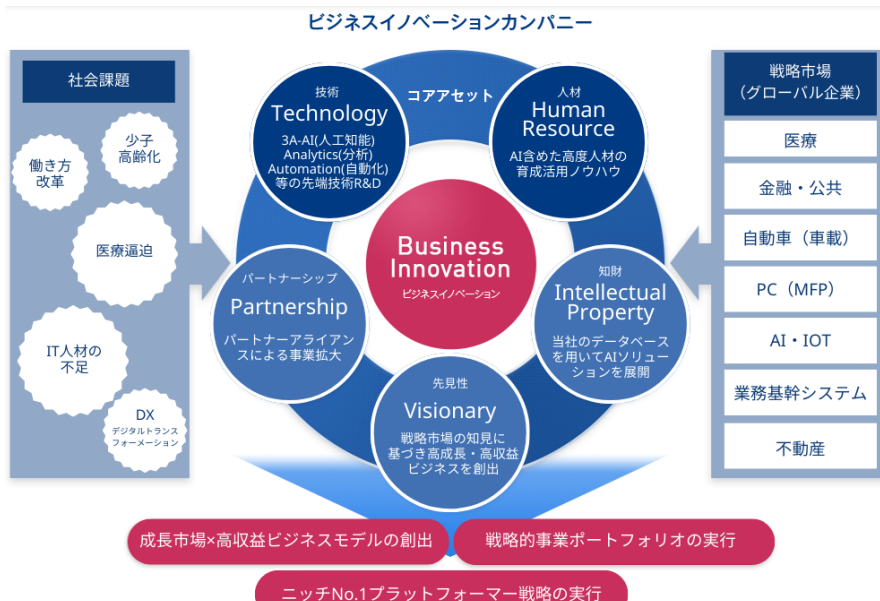 ビジネスイノベーションカンパニー
社会課題
少子
高齢化
働き方
改革
医療逼迫
IT人材の
不足
DX
デジタルトランス
フォーメーション
コアアセット
技術
Technology
3A-AI(人工知能)
Analytics(分析)
Automation(自動化)
等の先端技術R&D
人材
Human
Resource
AI含めた高度人材の
育成活用ノウハウ
Business
Innovation
ビジネスイノベーション
パートナーシップ
Partnership
パートナーアライアン
スによる事業拡大
知財
Intellectual
Property
当社のデータベース
を用いてAIソリュー
ションを展開
先見性
Visionary
戦略市場の知見に
基づき高成長・高収益
ビジネスを創出
戦略市場
(グローバル企業)
医療
金融・公共
自動車（車載）
PC（MFP）
AI・IOT
業務基幹システム
不動産
成長市場×高収益ビジネスモデルの創出
戦略的事業ポートフォリオの実行
ニッチNo.1プラットフォーマー戦略の実行